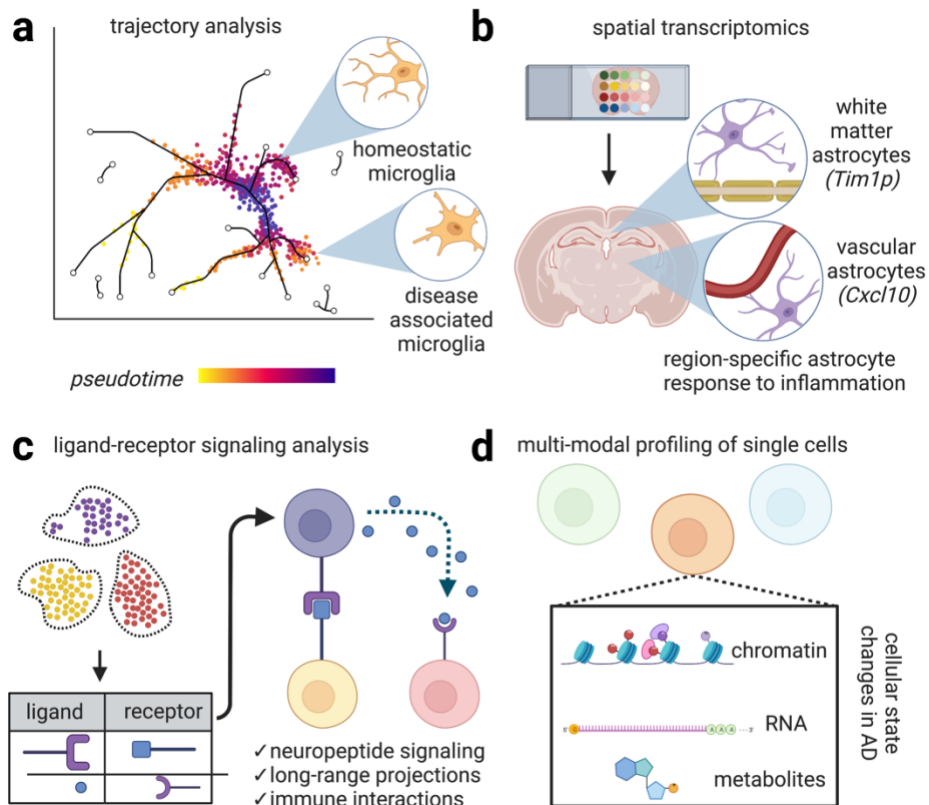 a
trajectory analysis
homeostatic
microglia
disease
associated
microglia
pseudotime
b
spatial transcriptomics
white
matter
astrocytes
(Tim1p)
vascular
astrocytes
(Cxcl10)
region-specific astrocyte
response to inflammation
c
ligand-receptor signaling analysis
ligand
receptor
✓neuropeptide signaling
✓long-range projections
✓immune interactions
d
multi-modal profiling of single cells
chromatin
RNA
A A A
3'
metabolites
cellular state
changes in AD